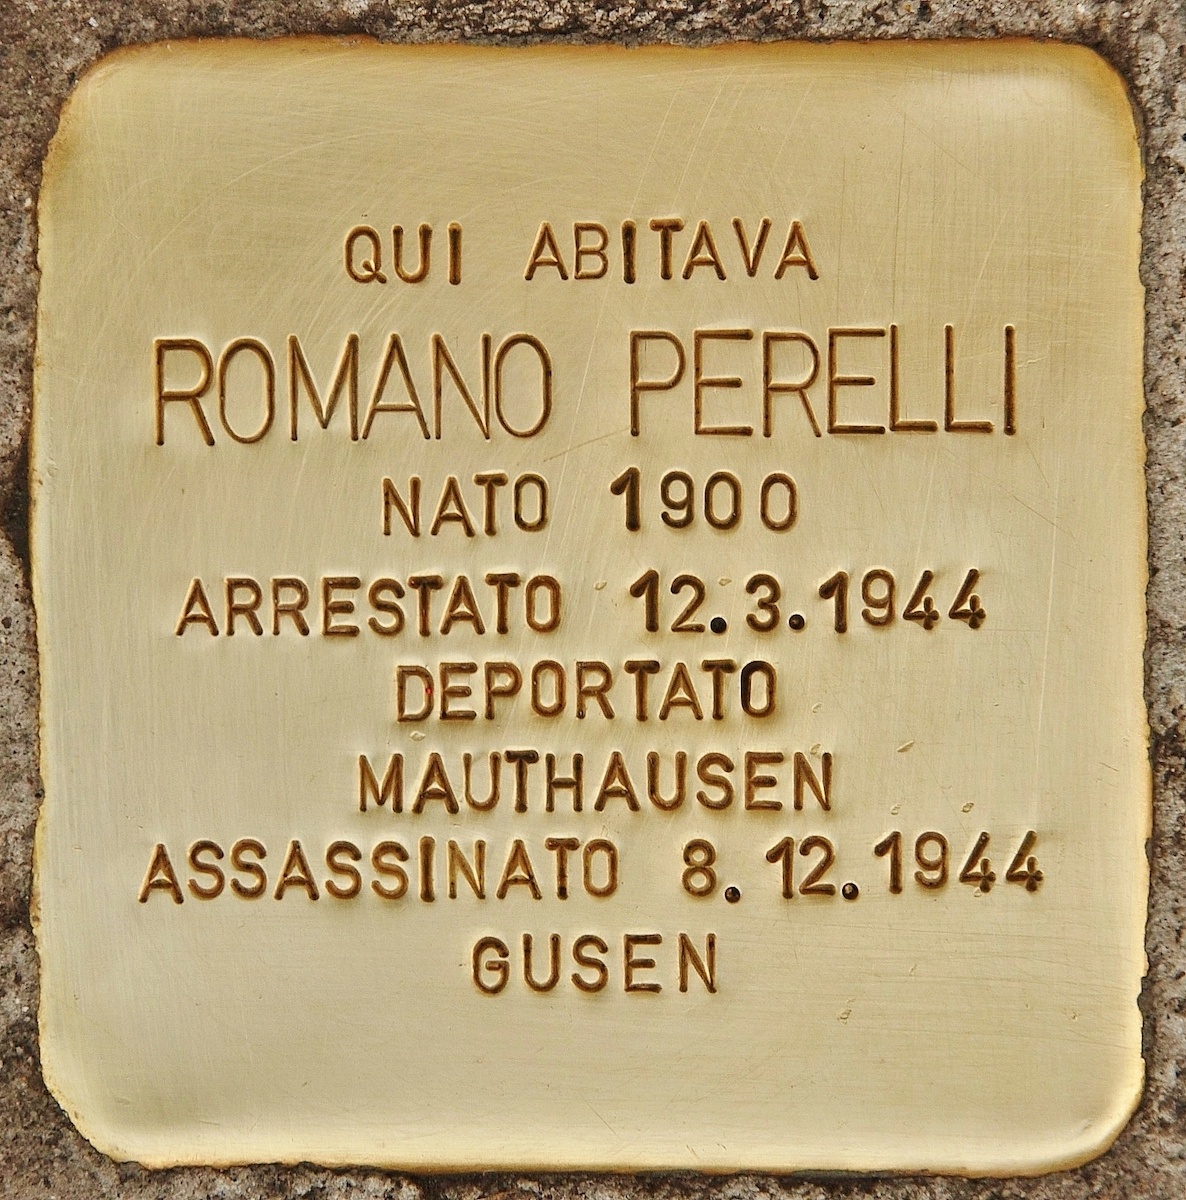 QUI ABITAVA
ROMANO PERELLI
NATO 1900
ARRESTATO 12.3.1944
DEPORTATO
MAUTHAUSEN
ASSASSINATO 8.12.1944
GUSEN